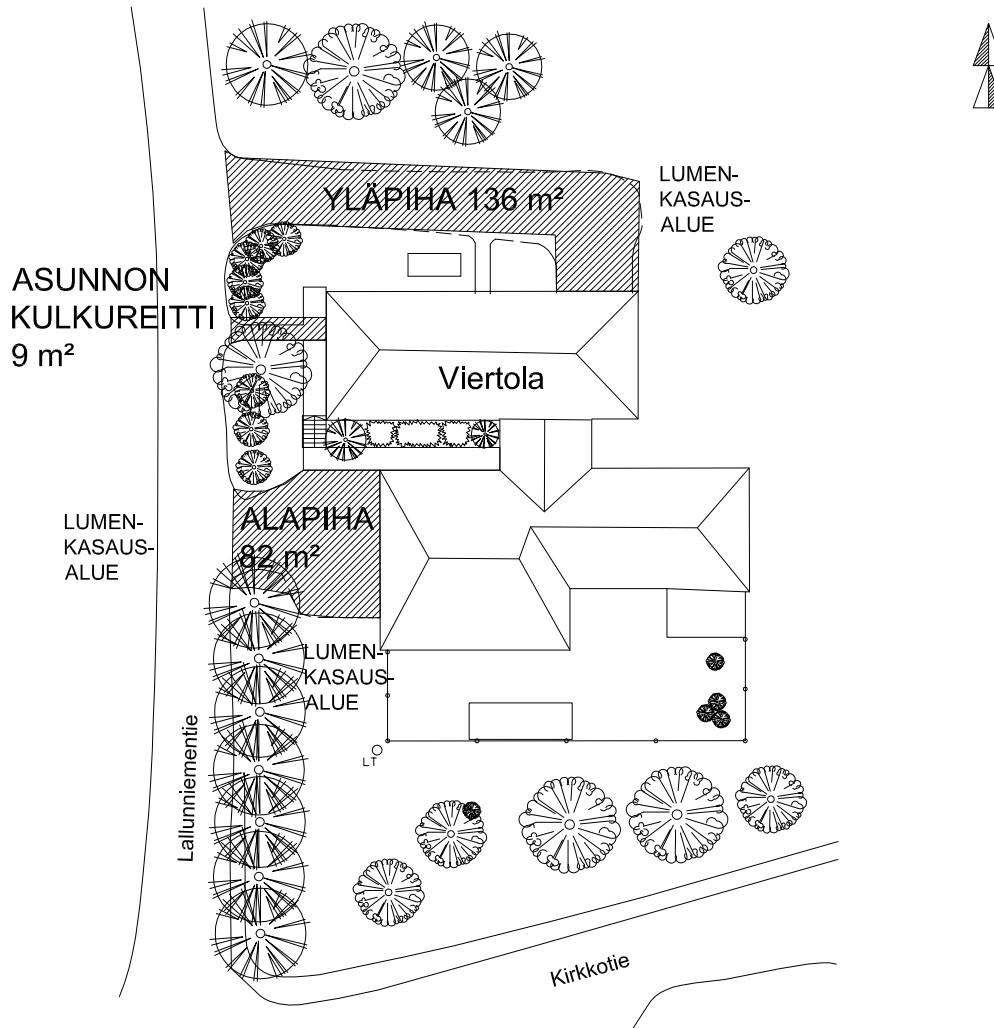 YLÄPIHA 136 m²
LUMEN-
KASAUS-
ALUE
ASUNNON
KULKUREITTI
9 m²
Viertola
ALAPIHA
82 m²
LUMEN-
KASAUS-
ALUE
LUMEN-
KASAUS-
ALUE
Lallunniementie
LT
Kirkkotie